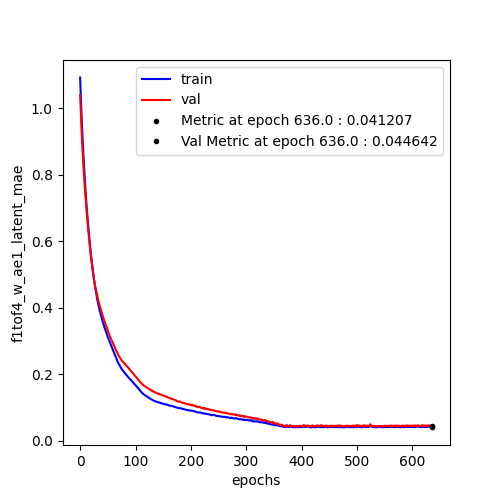 train
val
Metric at epoch 636.0 : 0.041207
Val Metric at epoch 636.0 : 0.044642
f1tof4_w_ae1_latent_mae
1.0
0.8
0.6
0.4
0.2
0.0
0 100 200 300 400 500 600
epochs